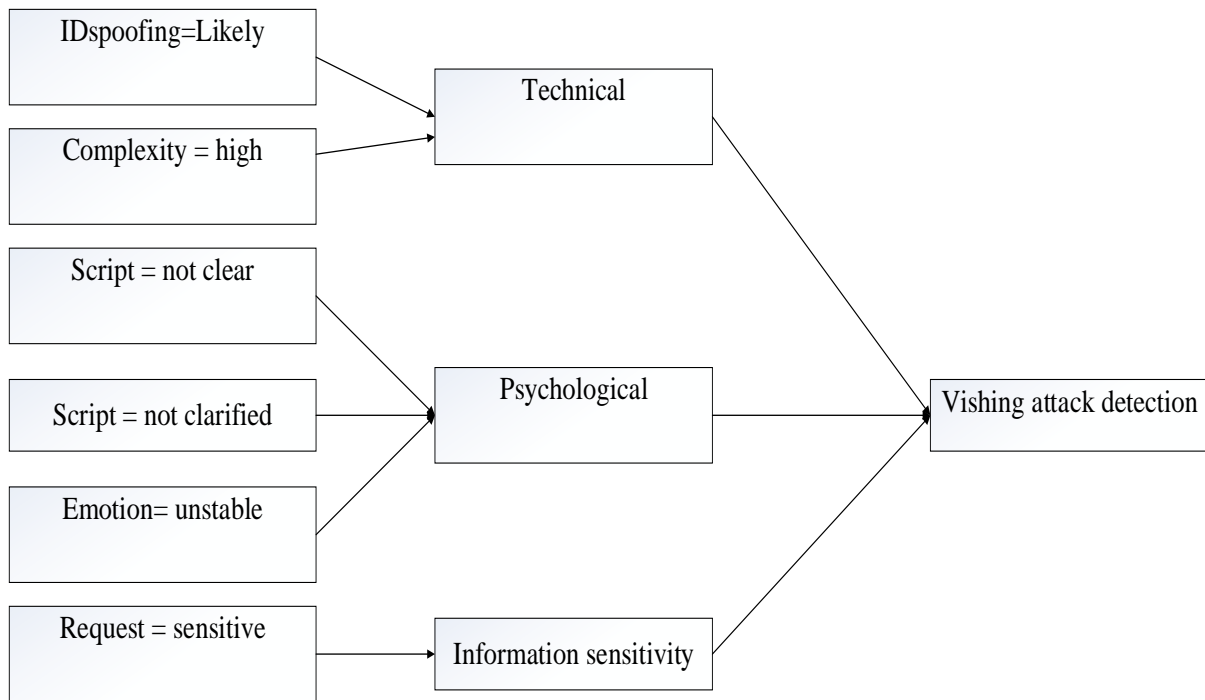 IDspoofing=Likely
Complexity = high
Script = not clear
Script = not clarified
Emotion= unstable
Request = sensitive
Technical
Psychological
Information sensitivity
Vishing attack detection